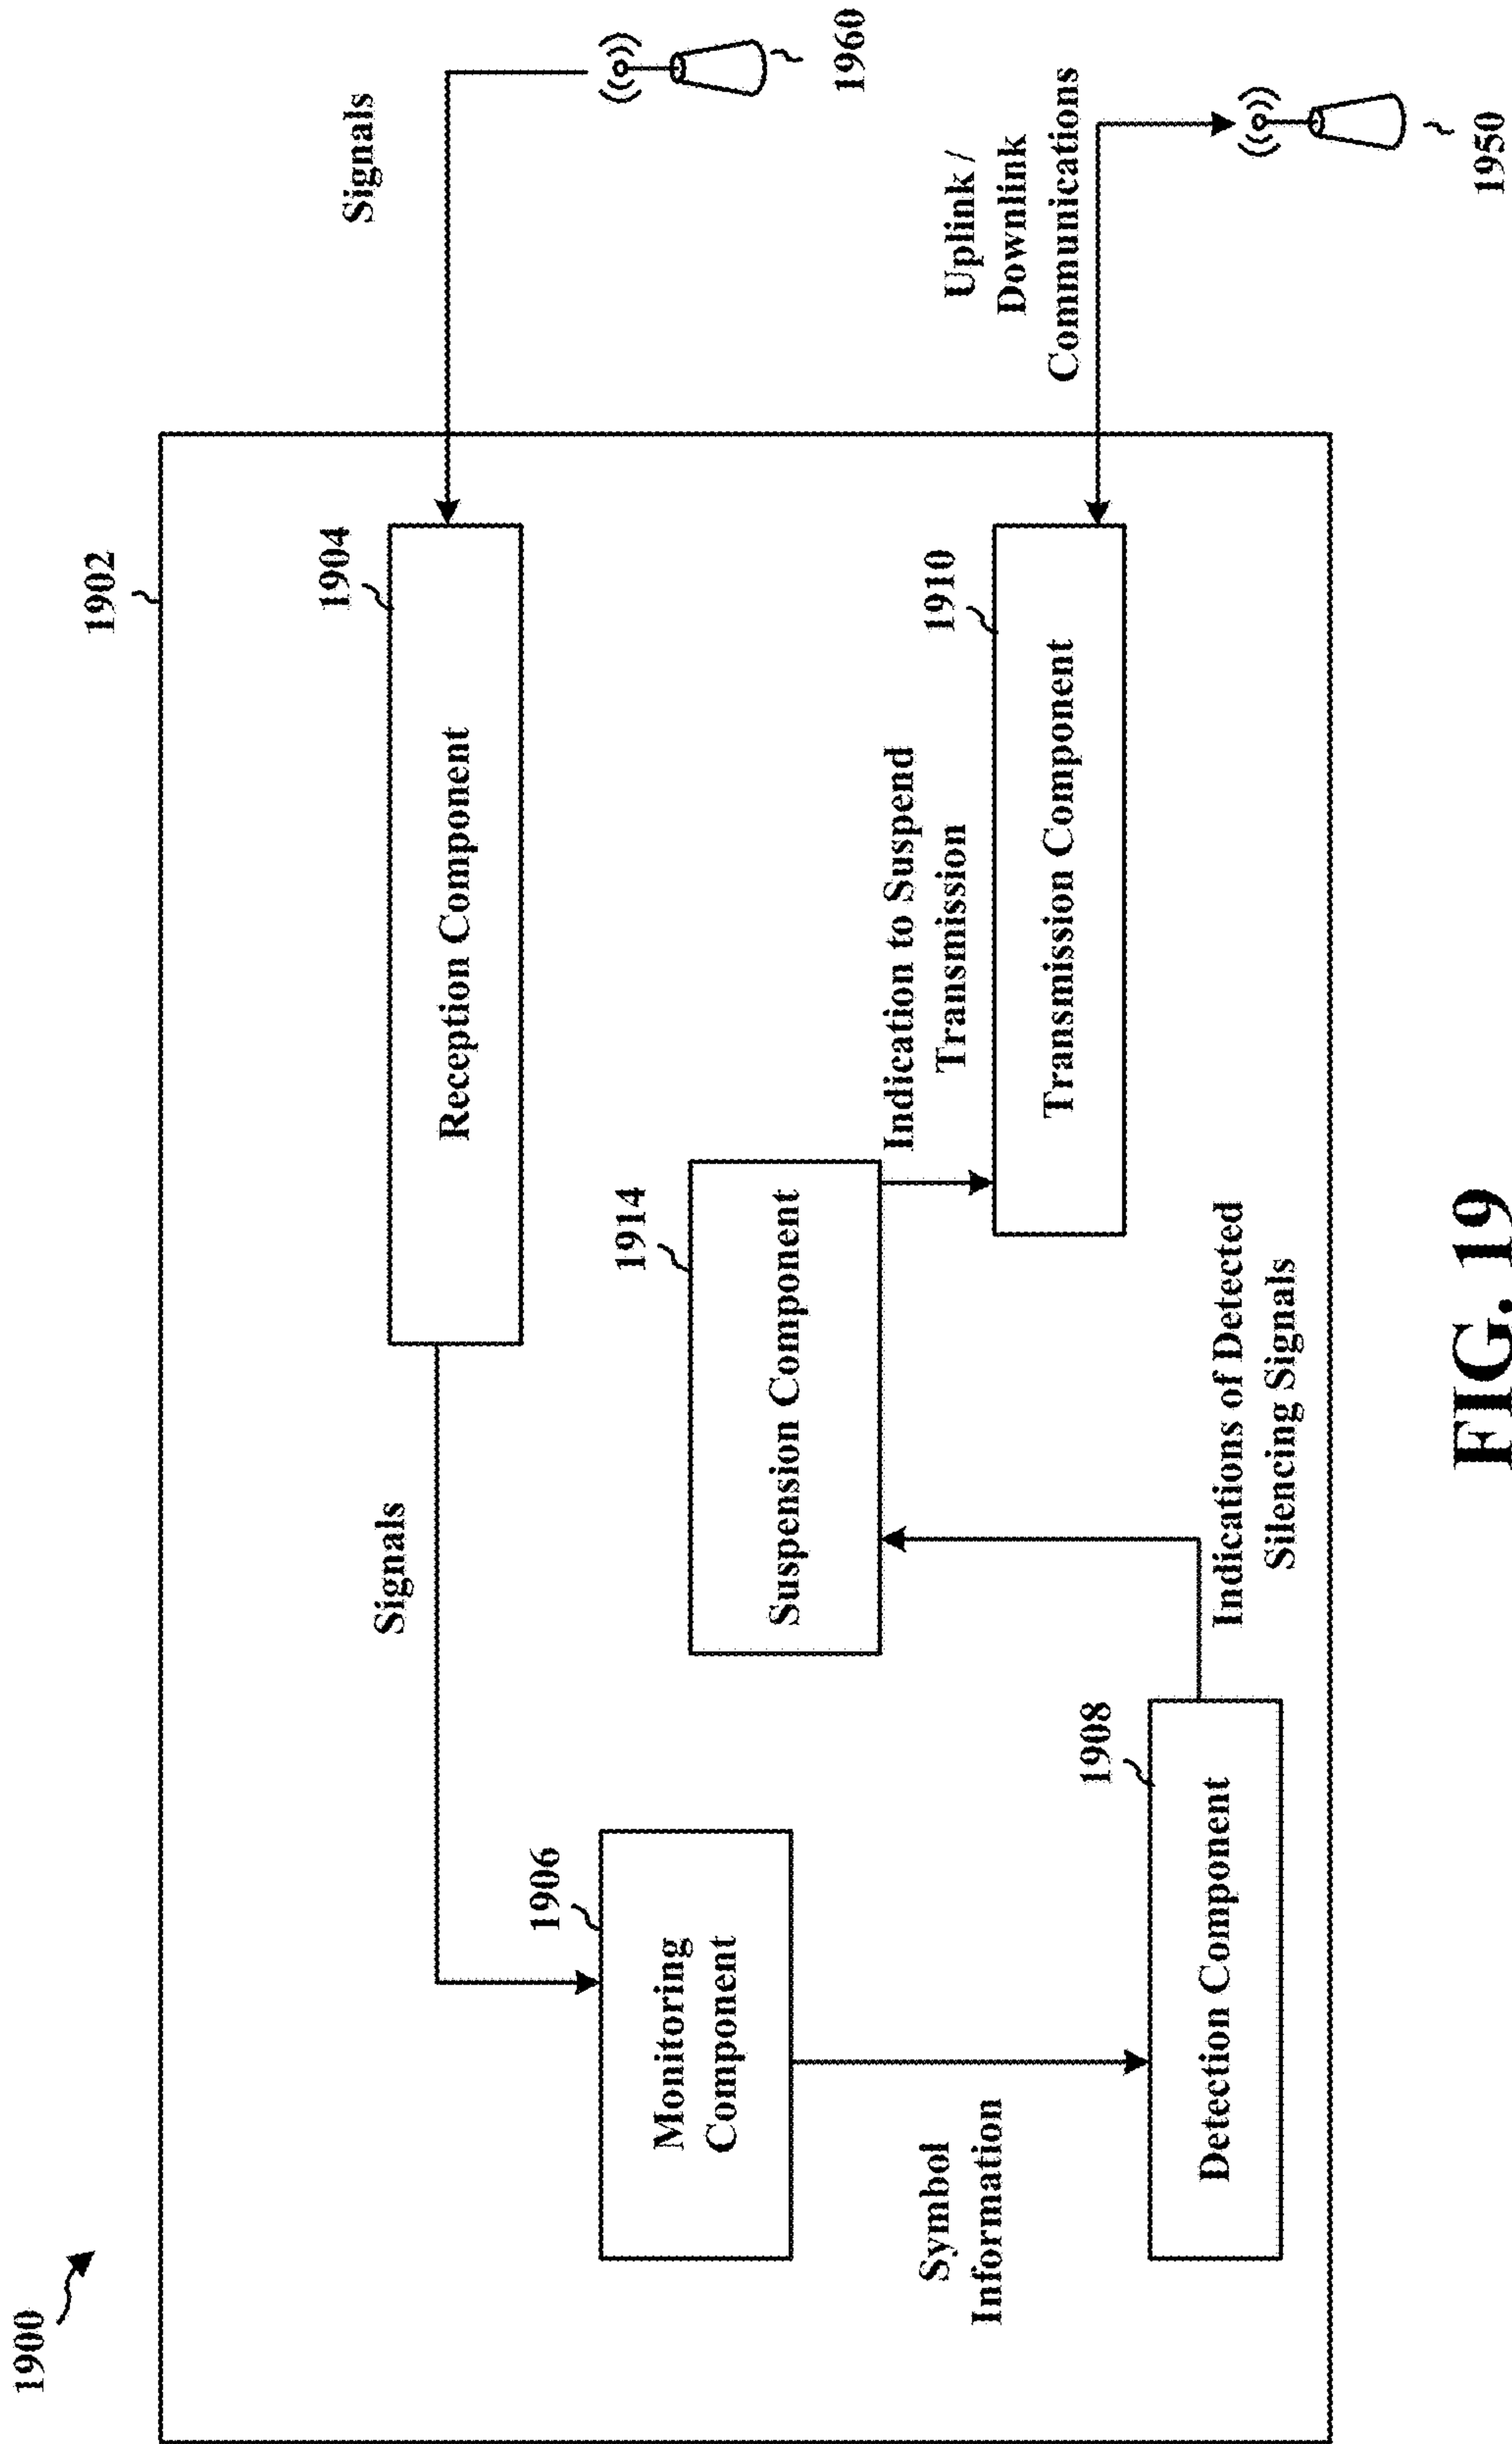 1900
1902
Signals
1904
Reception Component
Signals
1960
1906
Monitoring
Component
1914
Suspension Component
Indication to Suspend
Transmission
1910
Transmission Component
Uplink /
Downlink
Communications
1950
Symbol
Information
1908
Detection Component
Indications of Detected
Silencing Signals
FIG. 19